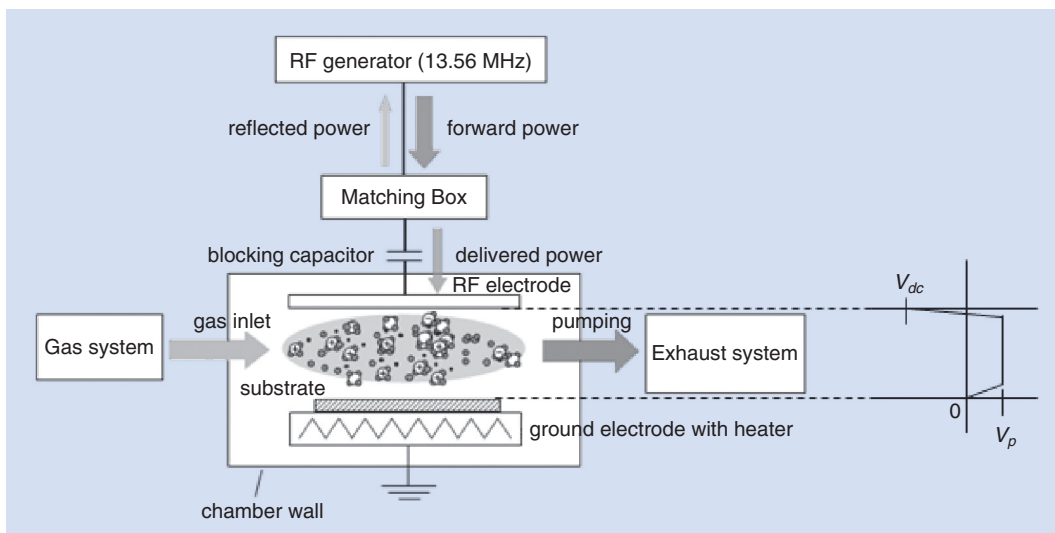 RF generator (13.56 MHz)
reflected power
forward power
Matching Box
blocking capacitor
delivered power
RF electrode
V_dc
gas inlet
pumping
Gas system
Exhaust system
substrate
0
ground electrode with heater
V_p
chamber wall